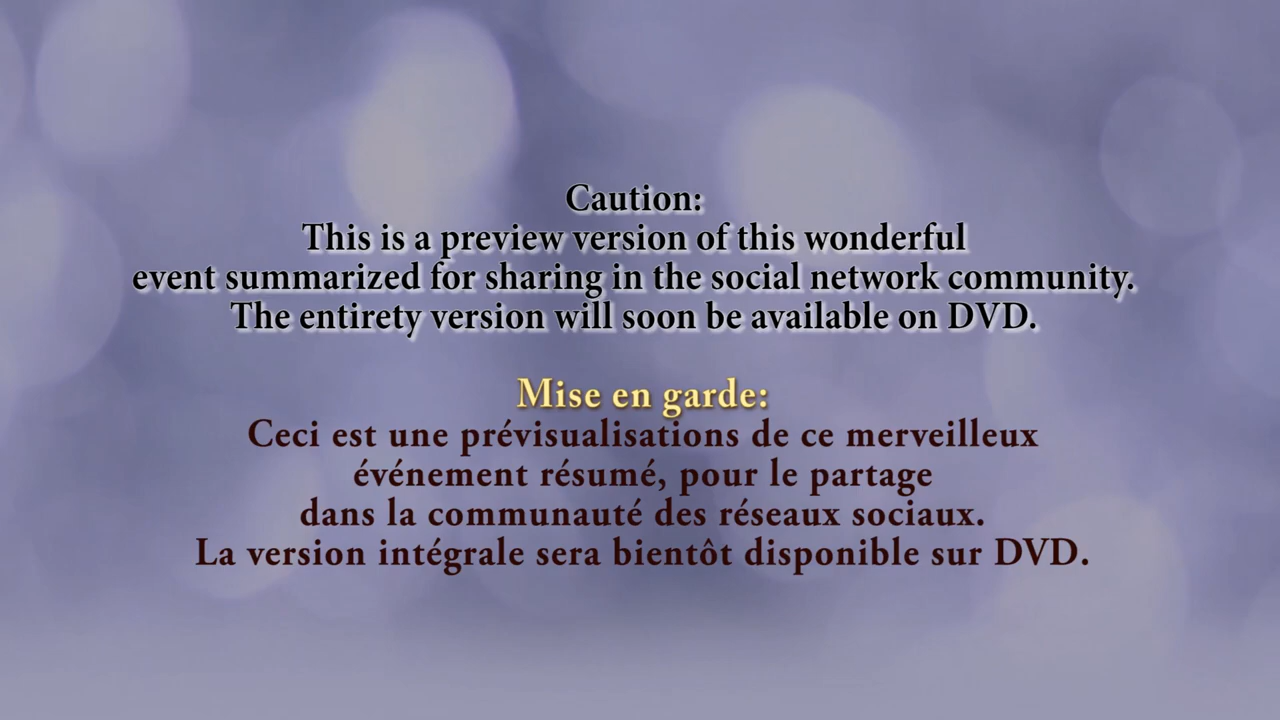 Caution:
This is a preview version of this wonderful
event summarized for sharing in the social network community.
The entirety version will soon be available on DVD.
Mise en garde:
Ceci est une prévisualisations de ce merveilleux
événement résumé, pour le partage
dans la communauté des réseaux sociaux.
La version intégrale sera bientôt disponible sur DVD.